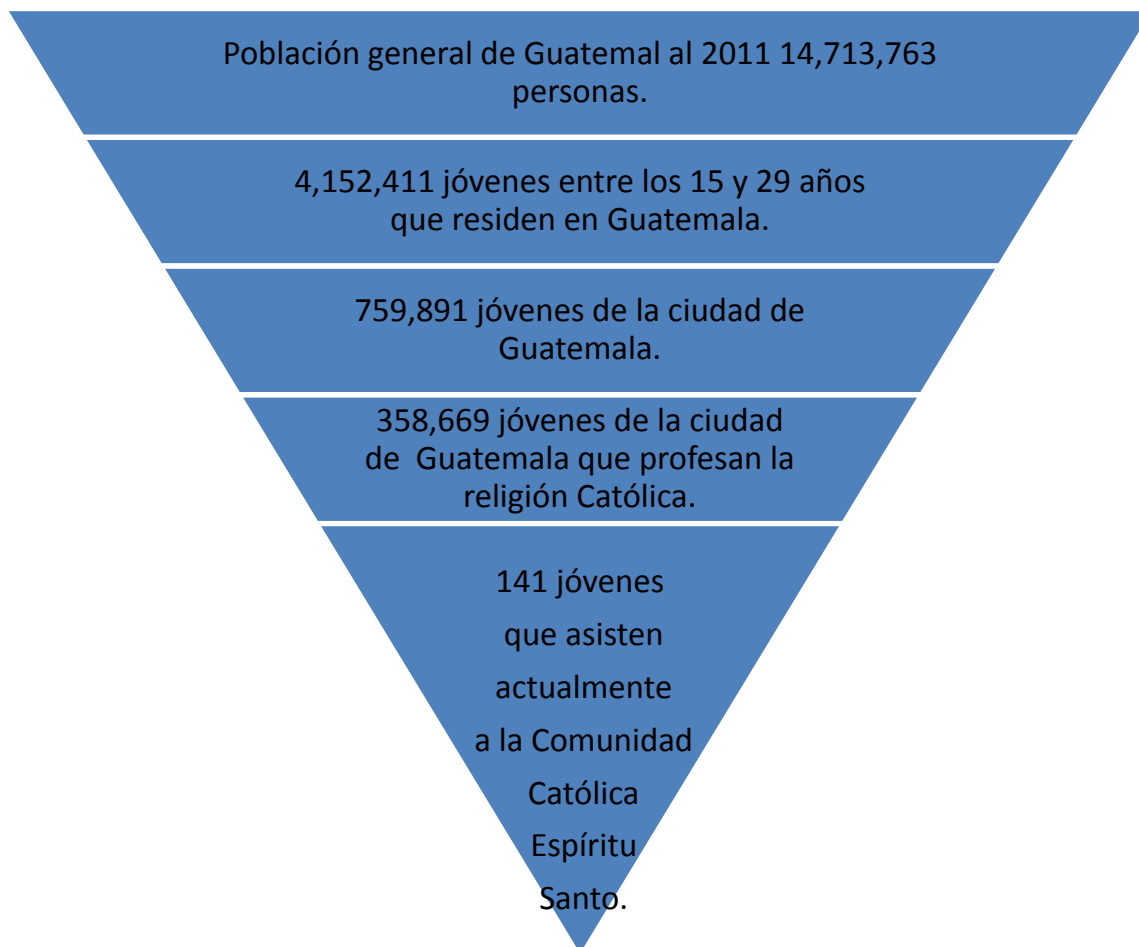 Población general de Guatemal al 2011 14,713,763
personas.
4,152,411 jóvenes entre los 15 y 29 años
que residen en Guatemala.
759,891 jóvenes de la ciudad de
Guatemala.
358,669 jóvenes de la ciudad
de  Guatemala que profesan la
religión Católica.
141 jóvenes
que asisten
actualmente
a la Comunidad
Católica
Espíritu
Santo.